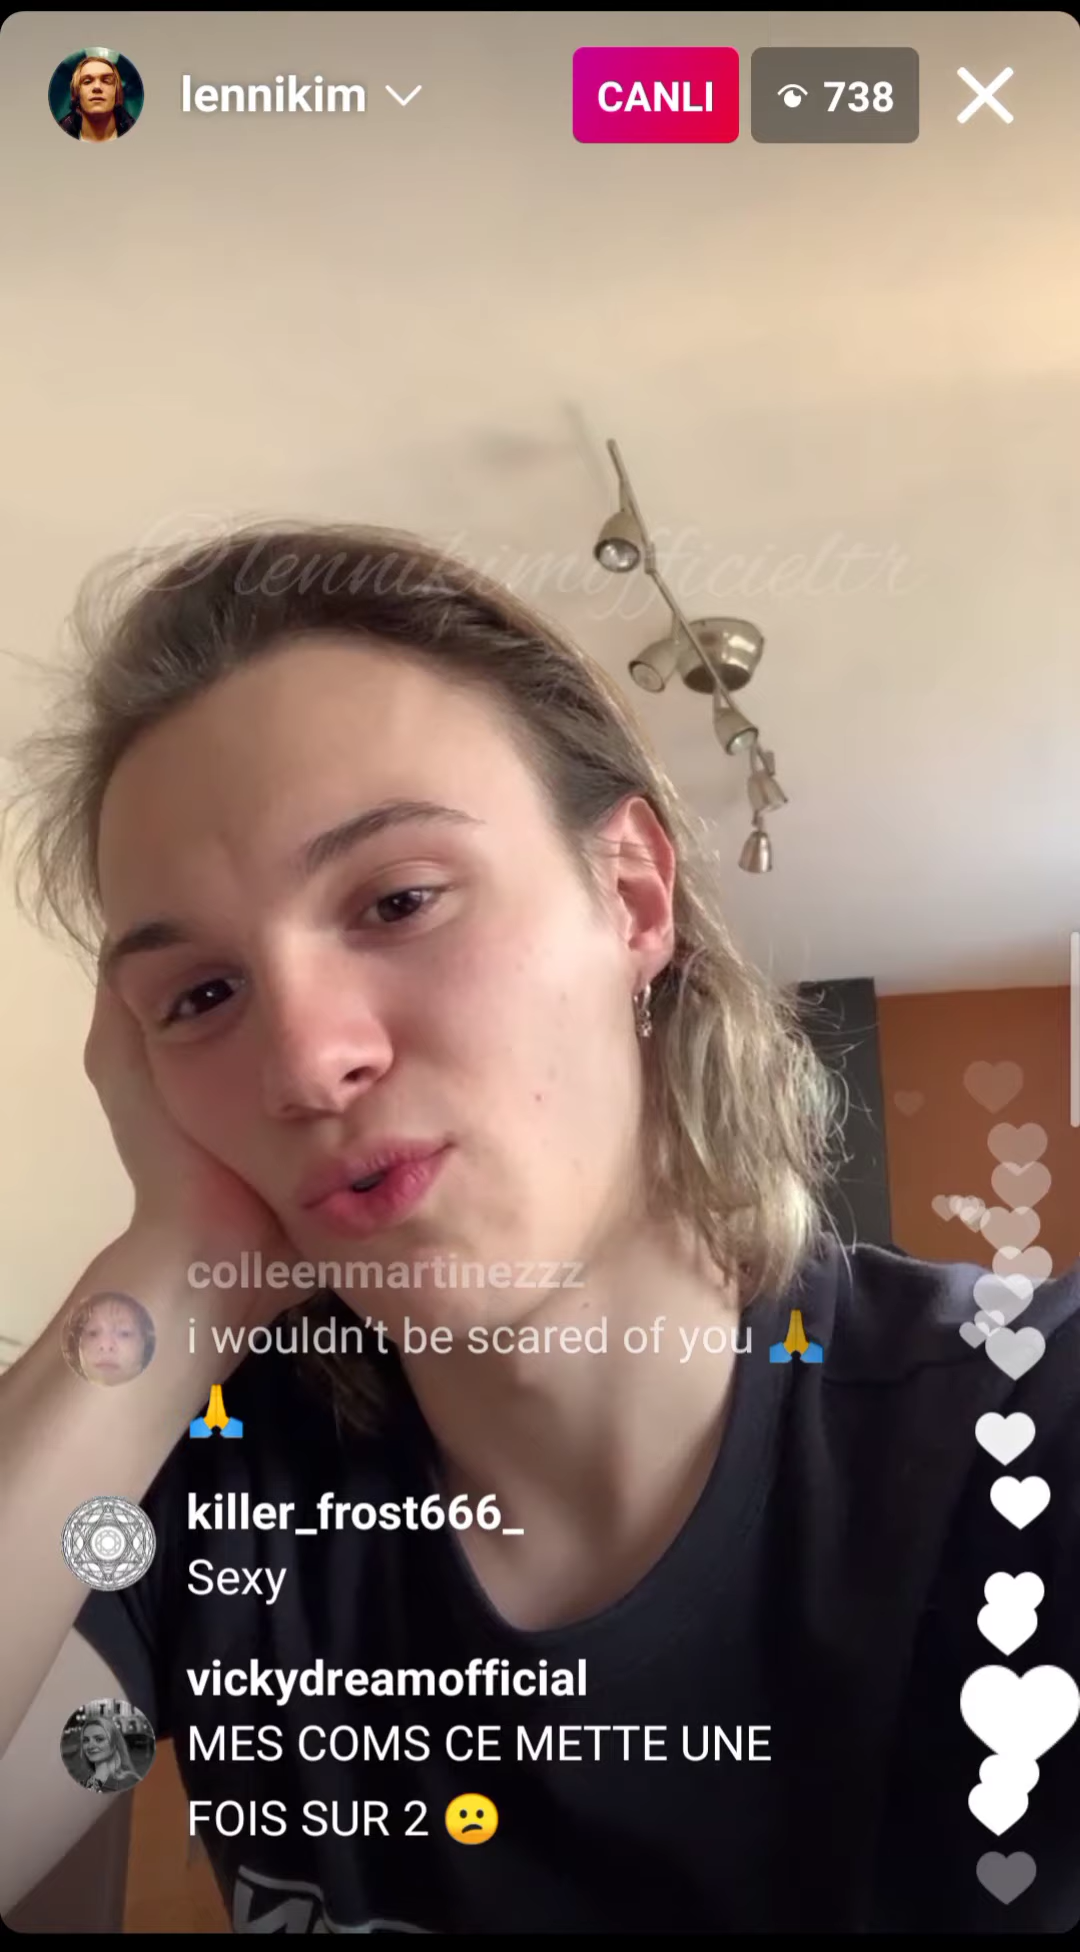 lennikim
CANLI
738
@lennikimofficieltr
colleenmartinezzz
i wouldn't be scared of you 🙏
🙏
killer_frost666_
Sexy
vickydreamofficial
MES COMS CE METTE UNE
FOIS SUR 2 😕